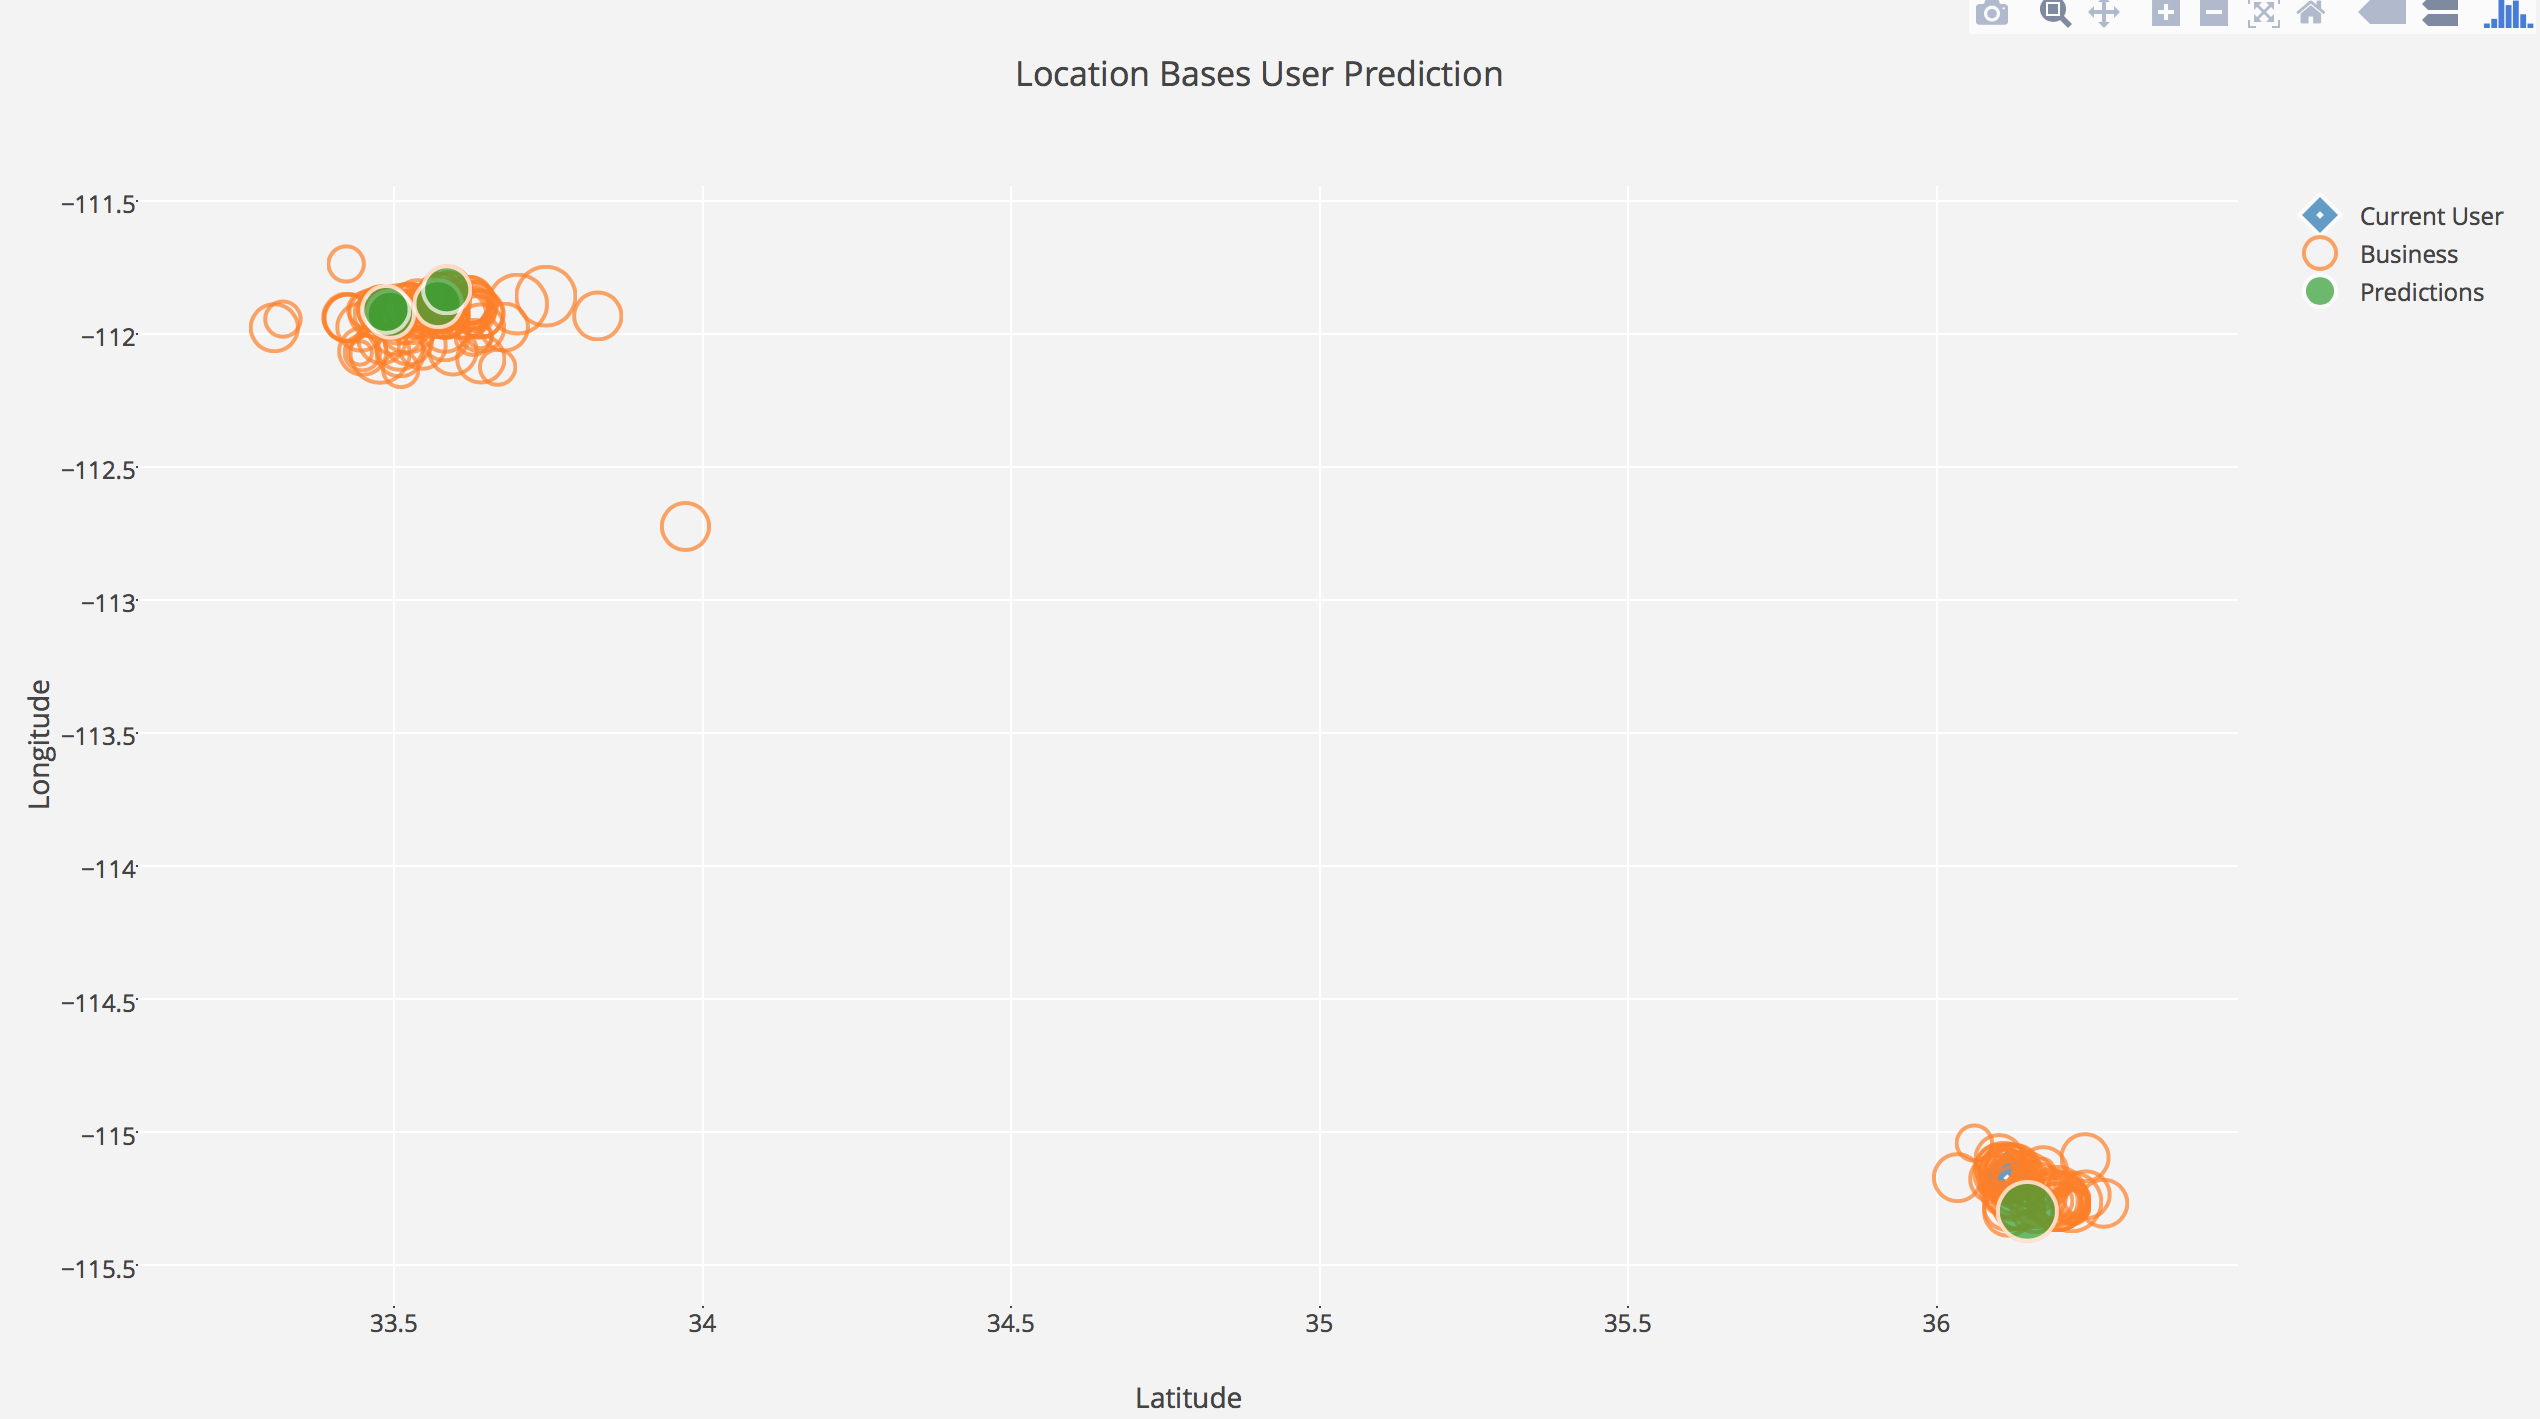 Location Bases User Prediction
−111.5
−112
−112.5
−113
−113.5
−114
−114.5
−115
−115.5
Longitude
33.5 34 34.5 35 35.5 36
Latitude
Current User
Business
Predictions